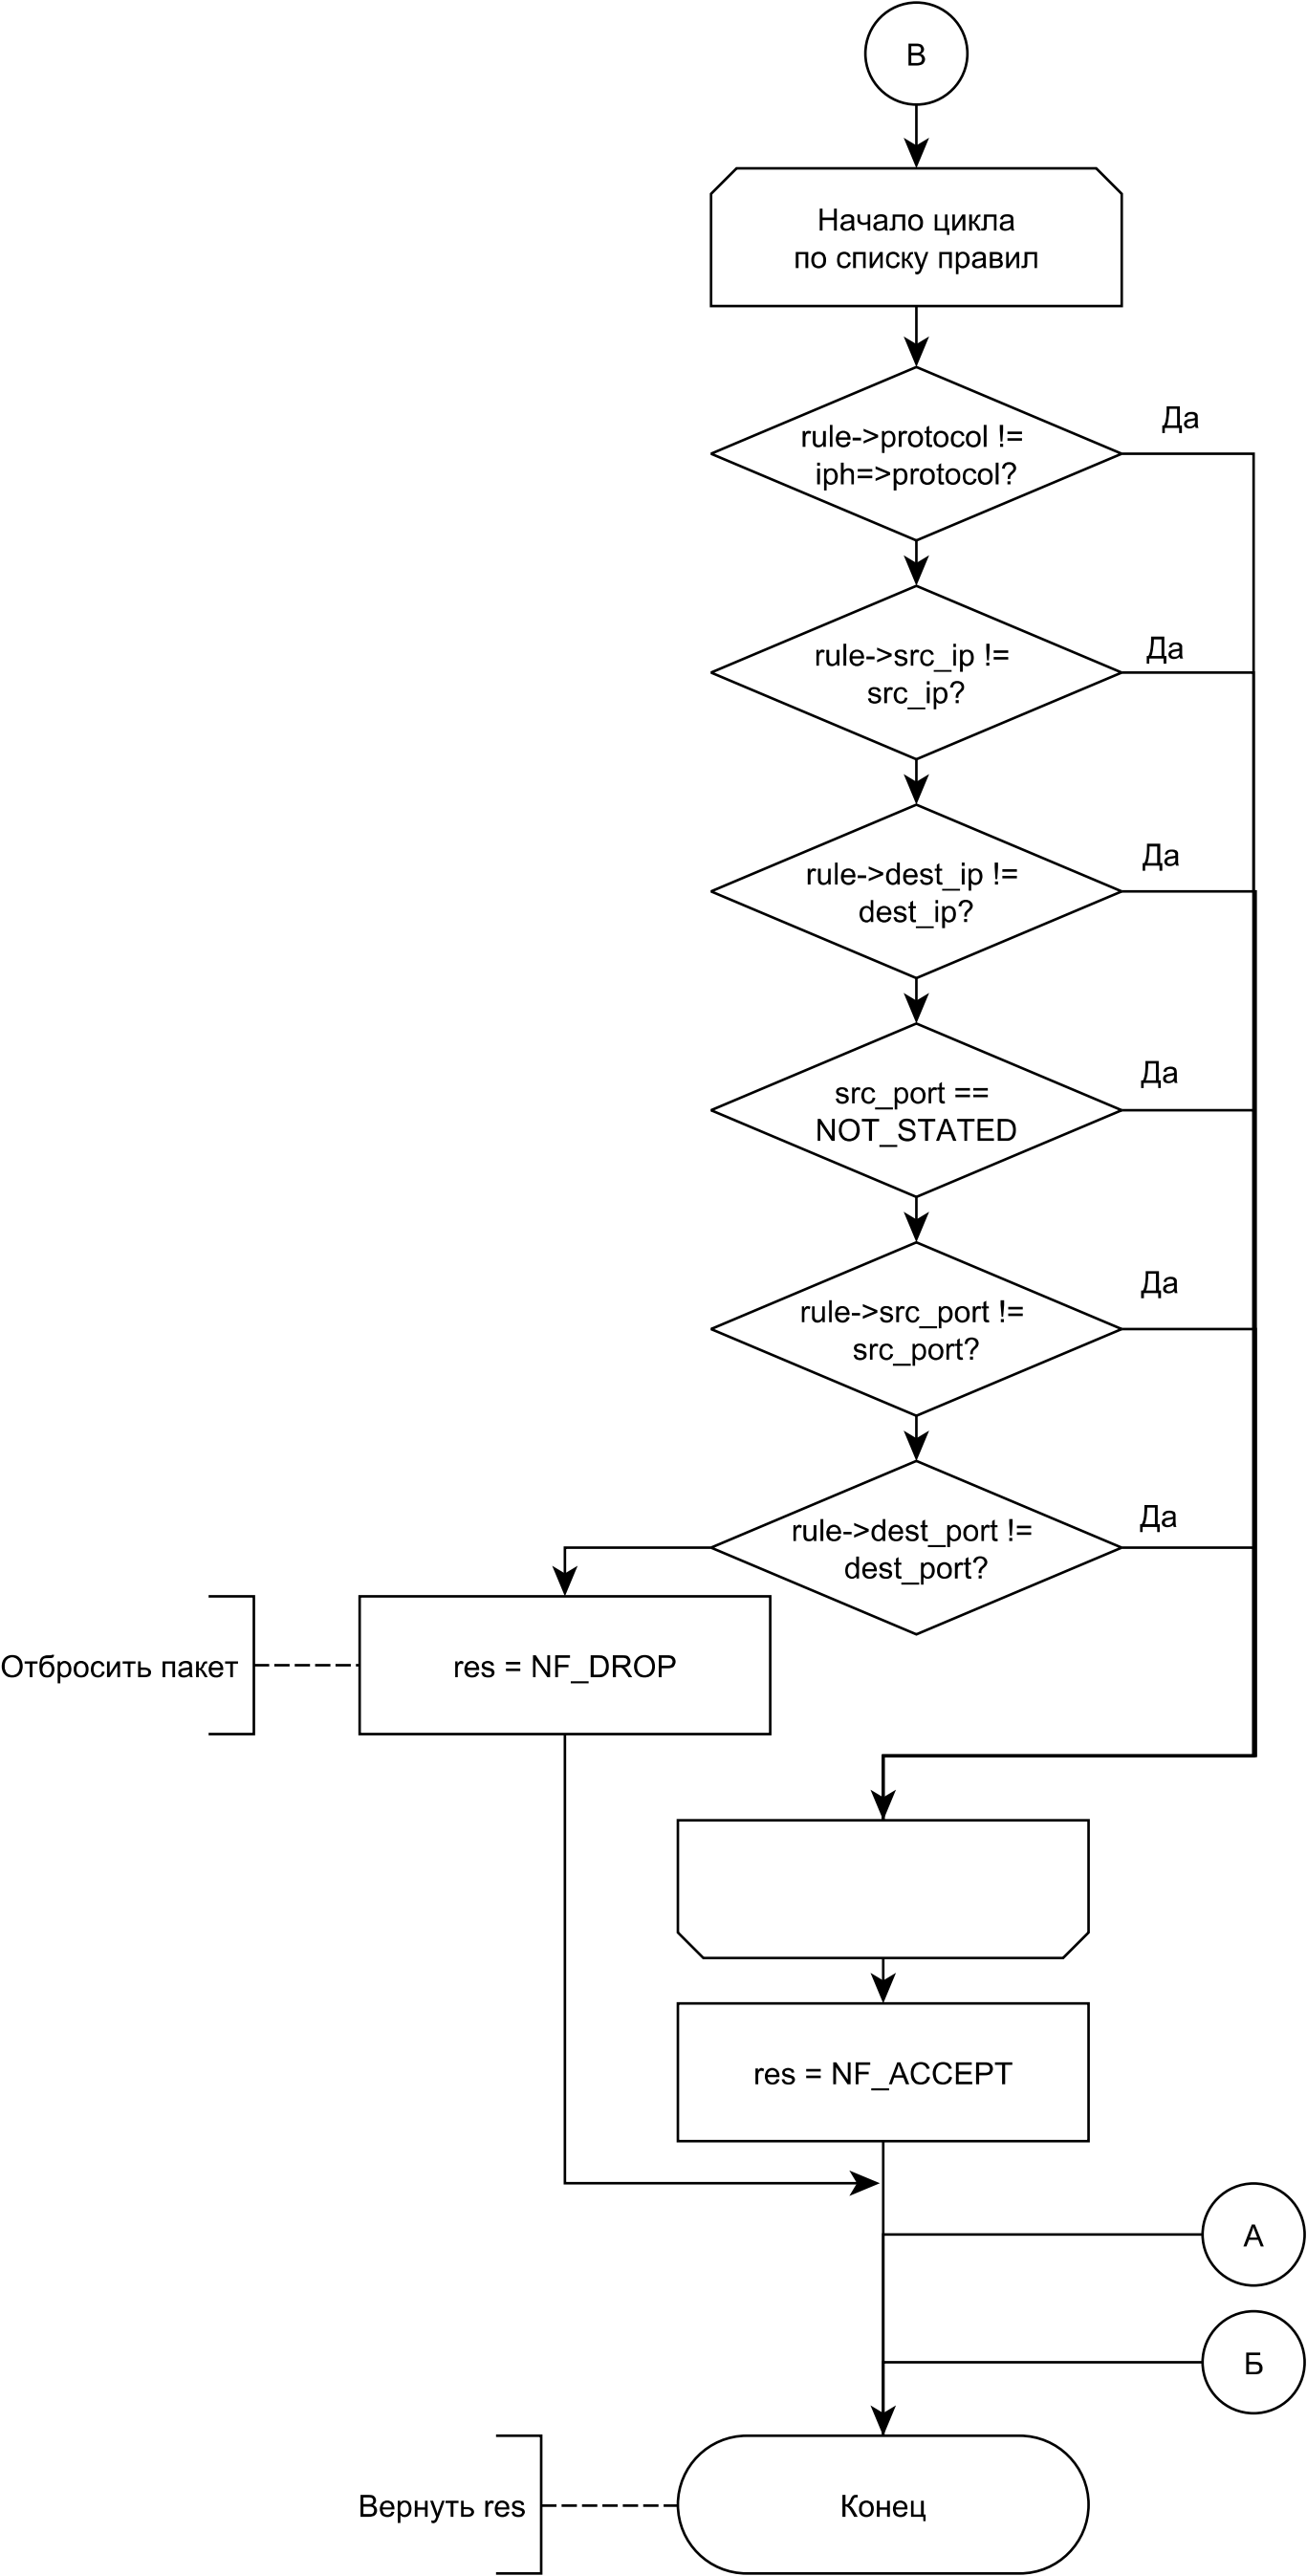 В
Начало цикла
по списку правил
rule->protocol !=
iph=>protocol?
Да
rule->src_ip !=
src_ip?
Да
rule->dest_ip !=
dest_ip?
Да
src_port ==
NOT_STATED
Да
rule->src_port !=
src_port?
Да
rule->dest_port !=
dest_port?
Да
Отбросить пакет
res = NF_DROP
res = NF_ACCEPT
А
Б
Вернуть res
Конец